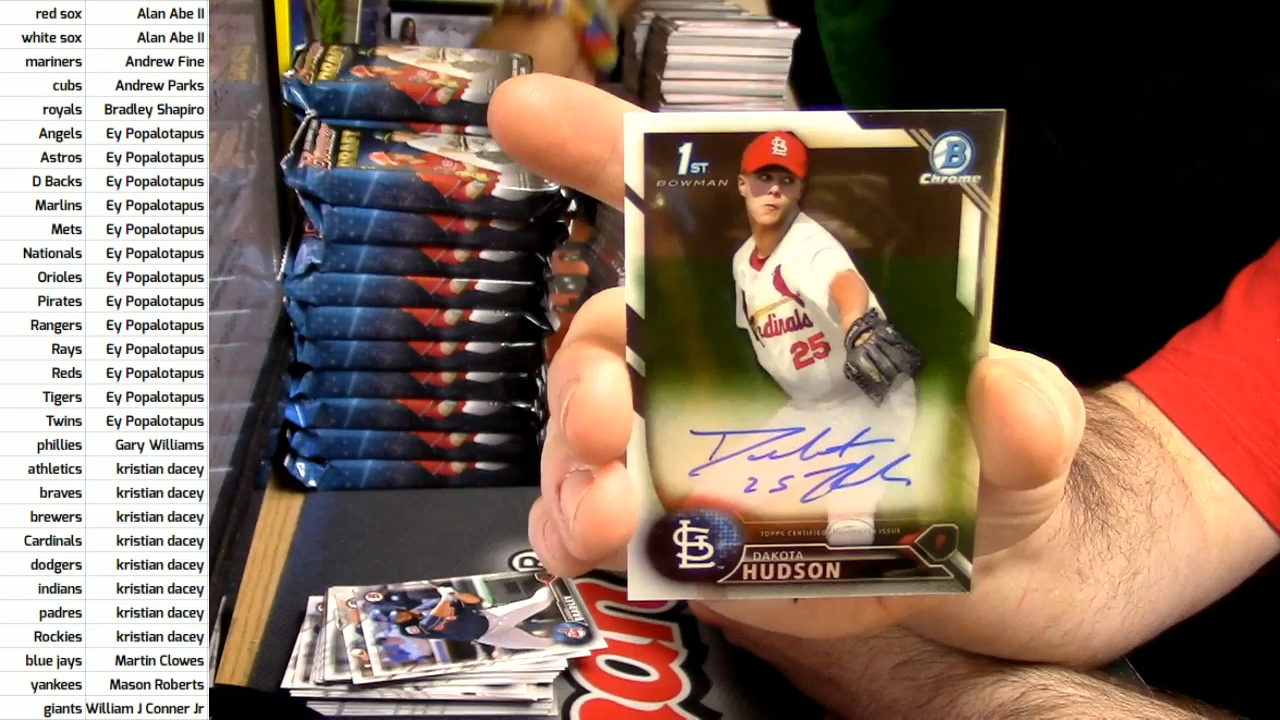 red sox Alan Abe II
white sox Alan Abe II
mariners Andrew Fine
cubs Andrew Parks
royals Bradley Shapiro
Angels Ey Popalotapus
Astros Ey Popalotapus
D Backs Ey Popalotapus
Marlins Ey Popalotapus
Mets Ey Popalotapus
Nationals Ey Popalotapus
Orioles Ey Popalotapus
Pirates Ey Popalotapus
Rangers Ey Popalotapus
Rays Ey Popalotapus
Reds Ey Popalotapus
Tigers Ey Popalotapus
Twins Ey Popalotapus
phillies Gary Williams
athletics kristian dacey
braves kristian dacey
brewers kristian dacey
Cardinals kristian dacey
dodgers kristian dacey
indians kristian dacey
padres kristian dacey
Rockies kristian dacey
blue jays Martin Clowes
yankees Mason Roberts
giants William J Conner Jr
Bowman
DRAFT
1ST
BOWMAN
B
Chrome
STL
Cardinals
25
25
TOPPS CERTIFIED ISSUE
STL
P
DAKOTA
HUDSON